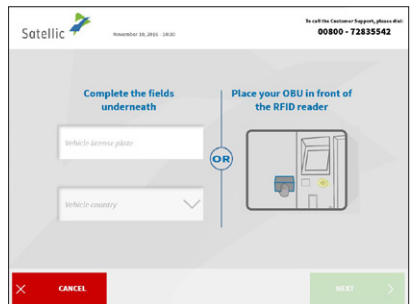 Satellic
November 10, 2016 - 14:20
To call the Customer Support, please dial:
00800 - 72835542
Complete the fields
underneath
Vehicle license plate
Vehicle country
OR
Place your OBU in front of
the RFID reader
CANCEL
NEXT